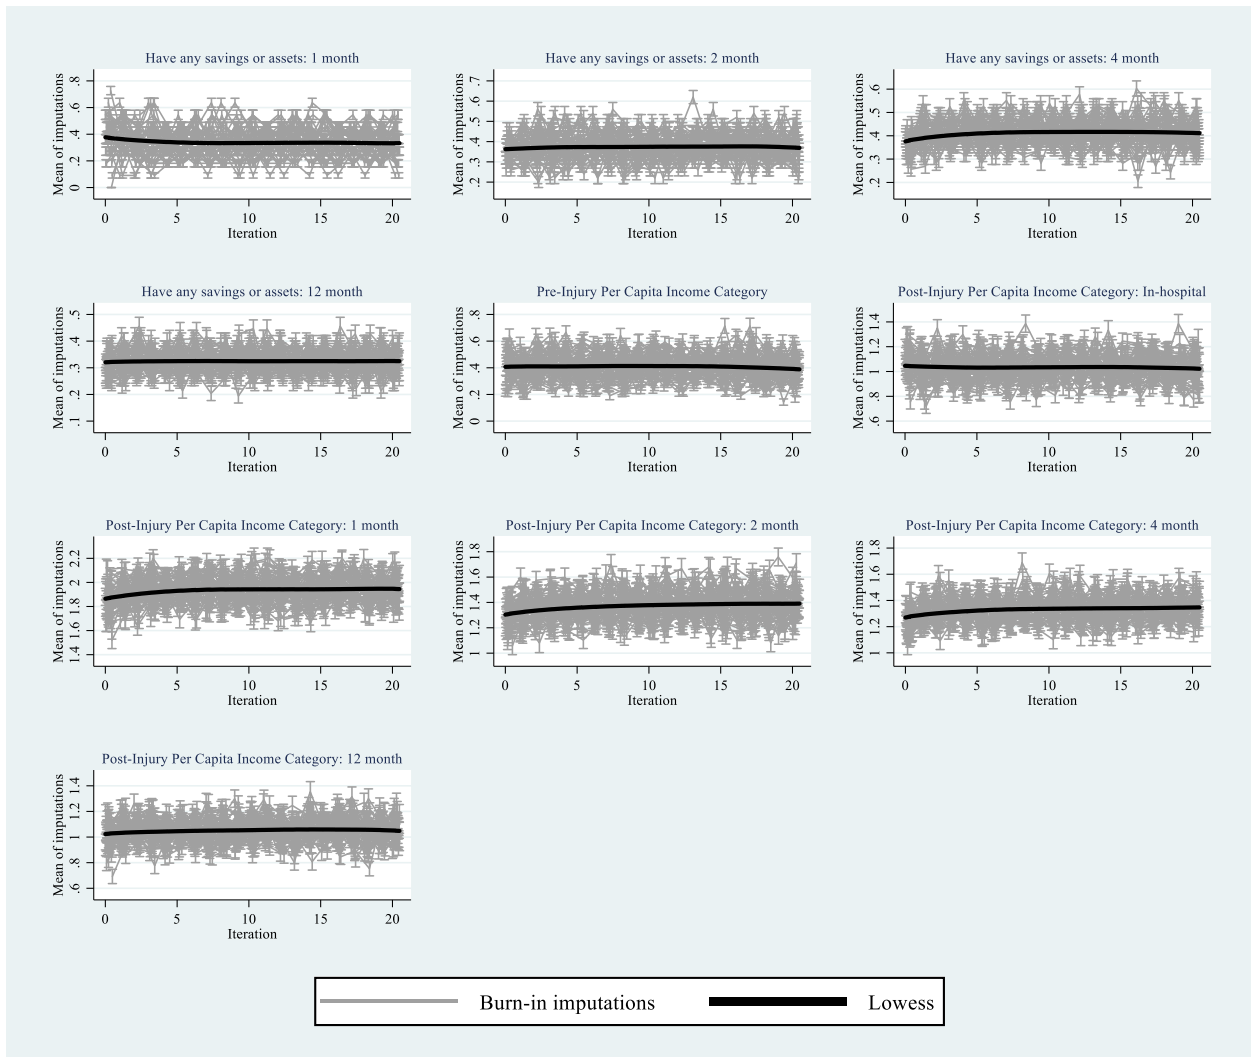 Have any savings or assets: 1 month
Mean of imputations
0 .2 .4 .6 .8
0 5 10 15 20
Iteration
Have any savings or assets: 2 month
Mean of imputations
.2 .3 .4 .5 .6 .7
0 5 10 15 20
Iteration
Have any savings or assets: 4 month
Mean of imputations
.2 .3 .4 .5 .6
0 5 10 15 20
Iteration
Have any savings or assets: 12 month
Mean of imputations
.1 .2 .3 .4 .5
0 5 10 15 20
Iteration
Pre-Injury Per Capita Income Category
Mean of imputations
0 .2 .4 .6 .8
0 5 10 15 20
Iteration
Post-Injury Per Capita Income Category: In-hospital
Mean of imputations
.6 .8 1 1.2 1.4
0 5 10 15 20
Iteration
Post-Injury Per Capita Income Category: 1 month
Mean of imputations
1.4 1.6 1.8 2 2.2
0 5 10 15 20
Iteration
Post-Injury Per Capita Income Category: 2 month
Mean of imputations
1 1.2 1.4 1.6 1.8
0 5 10 15 20
Iteration
Post-Injury Per Capita Income Category: 4 month
Mean of imputations
1 1.2 1.4 1.6 1.8
0 5 10 15 20
Iteration
Post-Injury Per Capita Income Category: 12 month
Mean of imputations
.6 .8 1 1.2 1.4
0 5 10 15 20
Iteration
Burn-in imputations Lowess